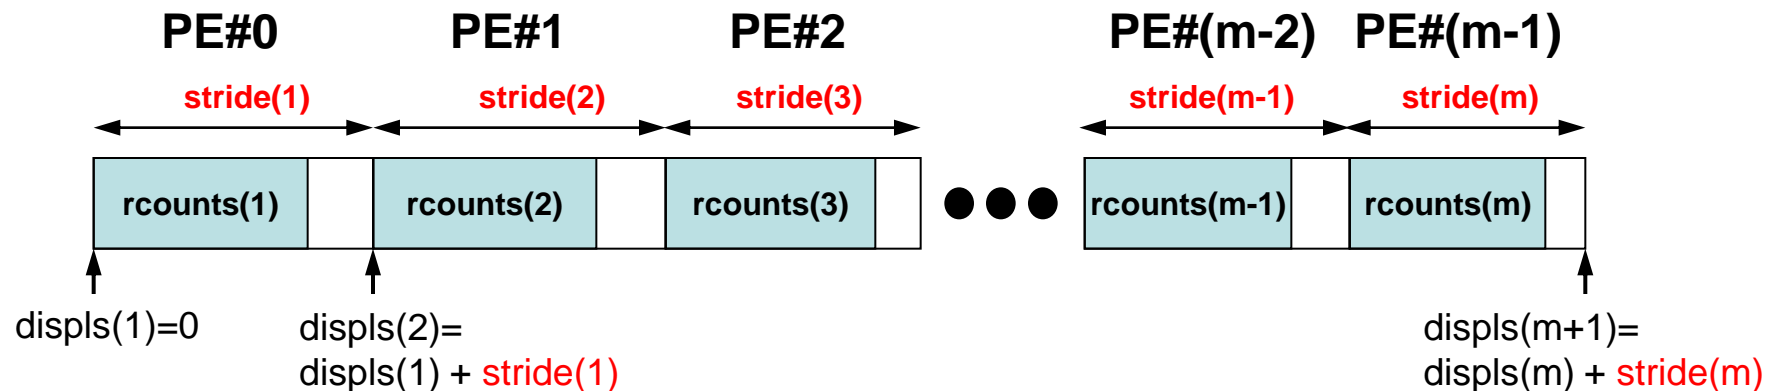 PE#0 PE#1 PE#2 PE#(m-2) PE#(m-1)
stride(1) stride(2) stride(3) stride(m-1) stride(m)
rcounts(1) rcounts(2) rcounts(3) rcounts(m-1) rcounts(m)
displs(1)=0 displs(2)= displs(m+1)=
displs(1) + stride(1) displs(m) + stride(m)